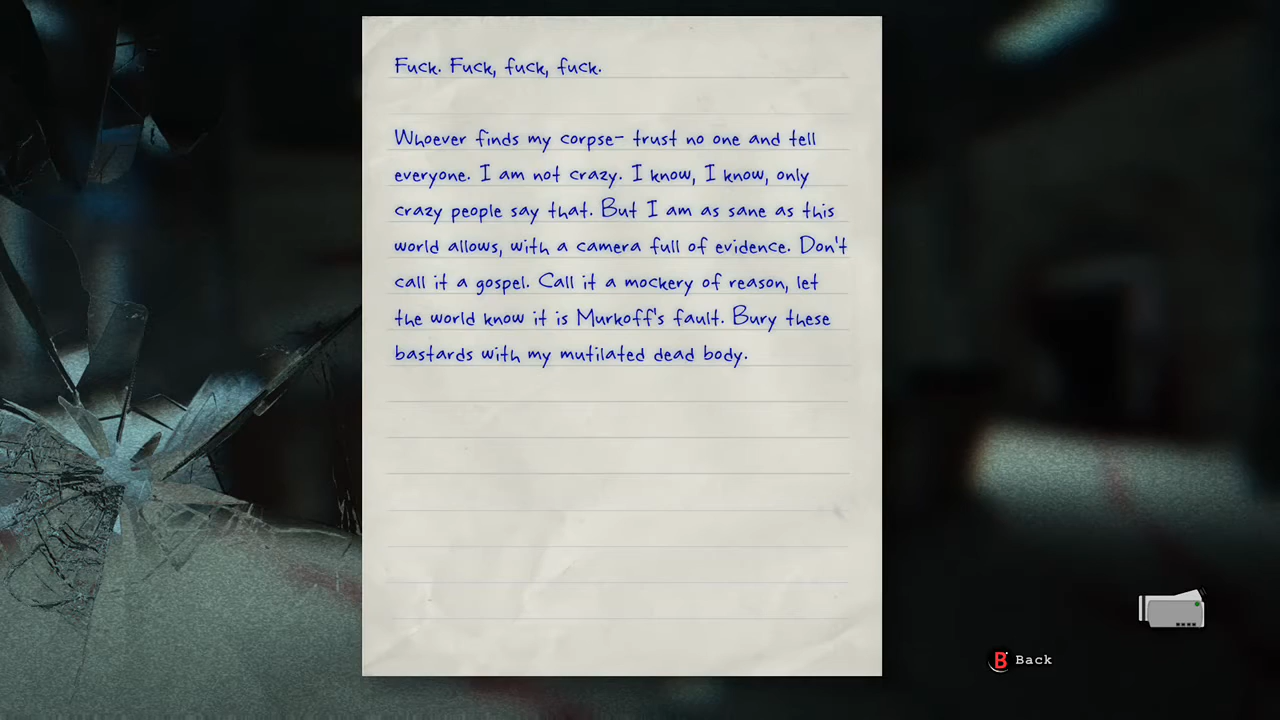 Fuck. Fuck, fuck, fuck.
Whoever finds my corpse- trust no one and tell
everyone. I am not crazy. I know, I know, only
crazy people say that. But I am as sane as this
world allows, with a camera full of evidence. Don't
call it a gospel. Call it a mockery of reason, let
the world know it is Murkoff's fault. Bury these
bastards with my mutilated dead body.
B Back